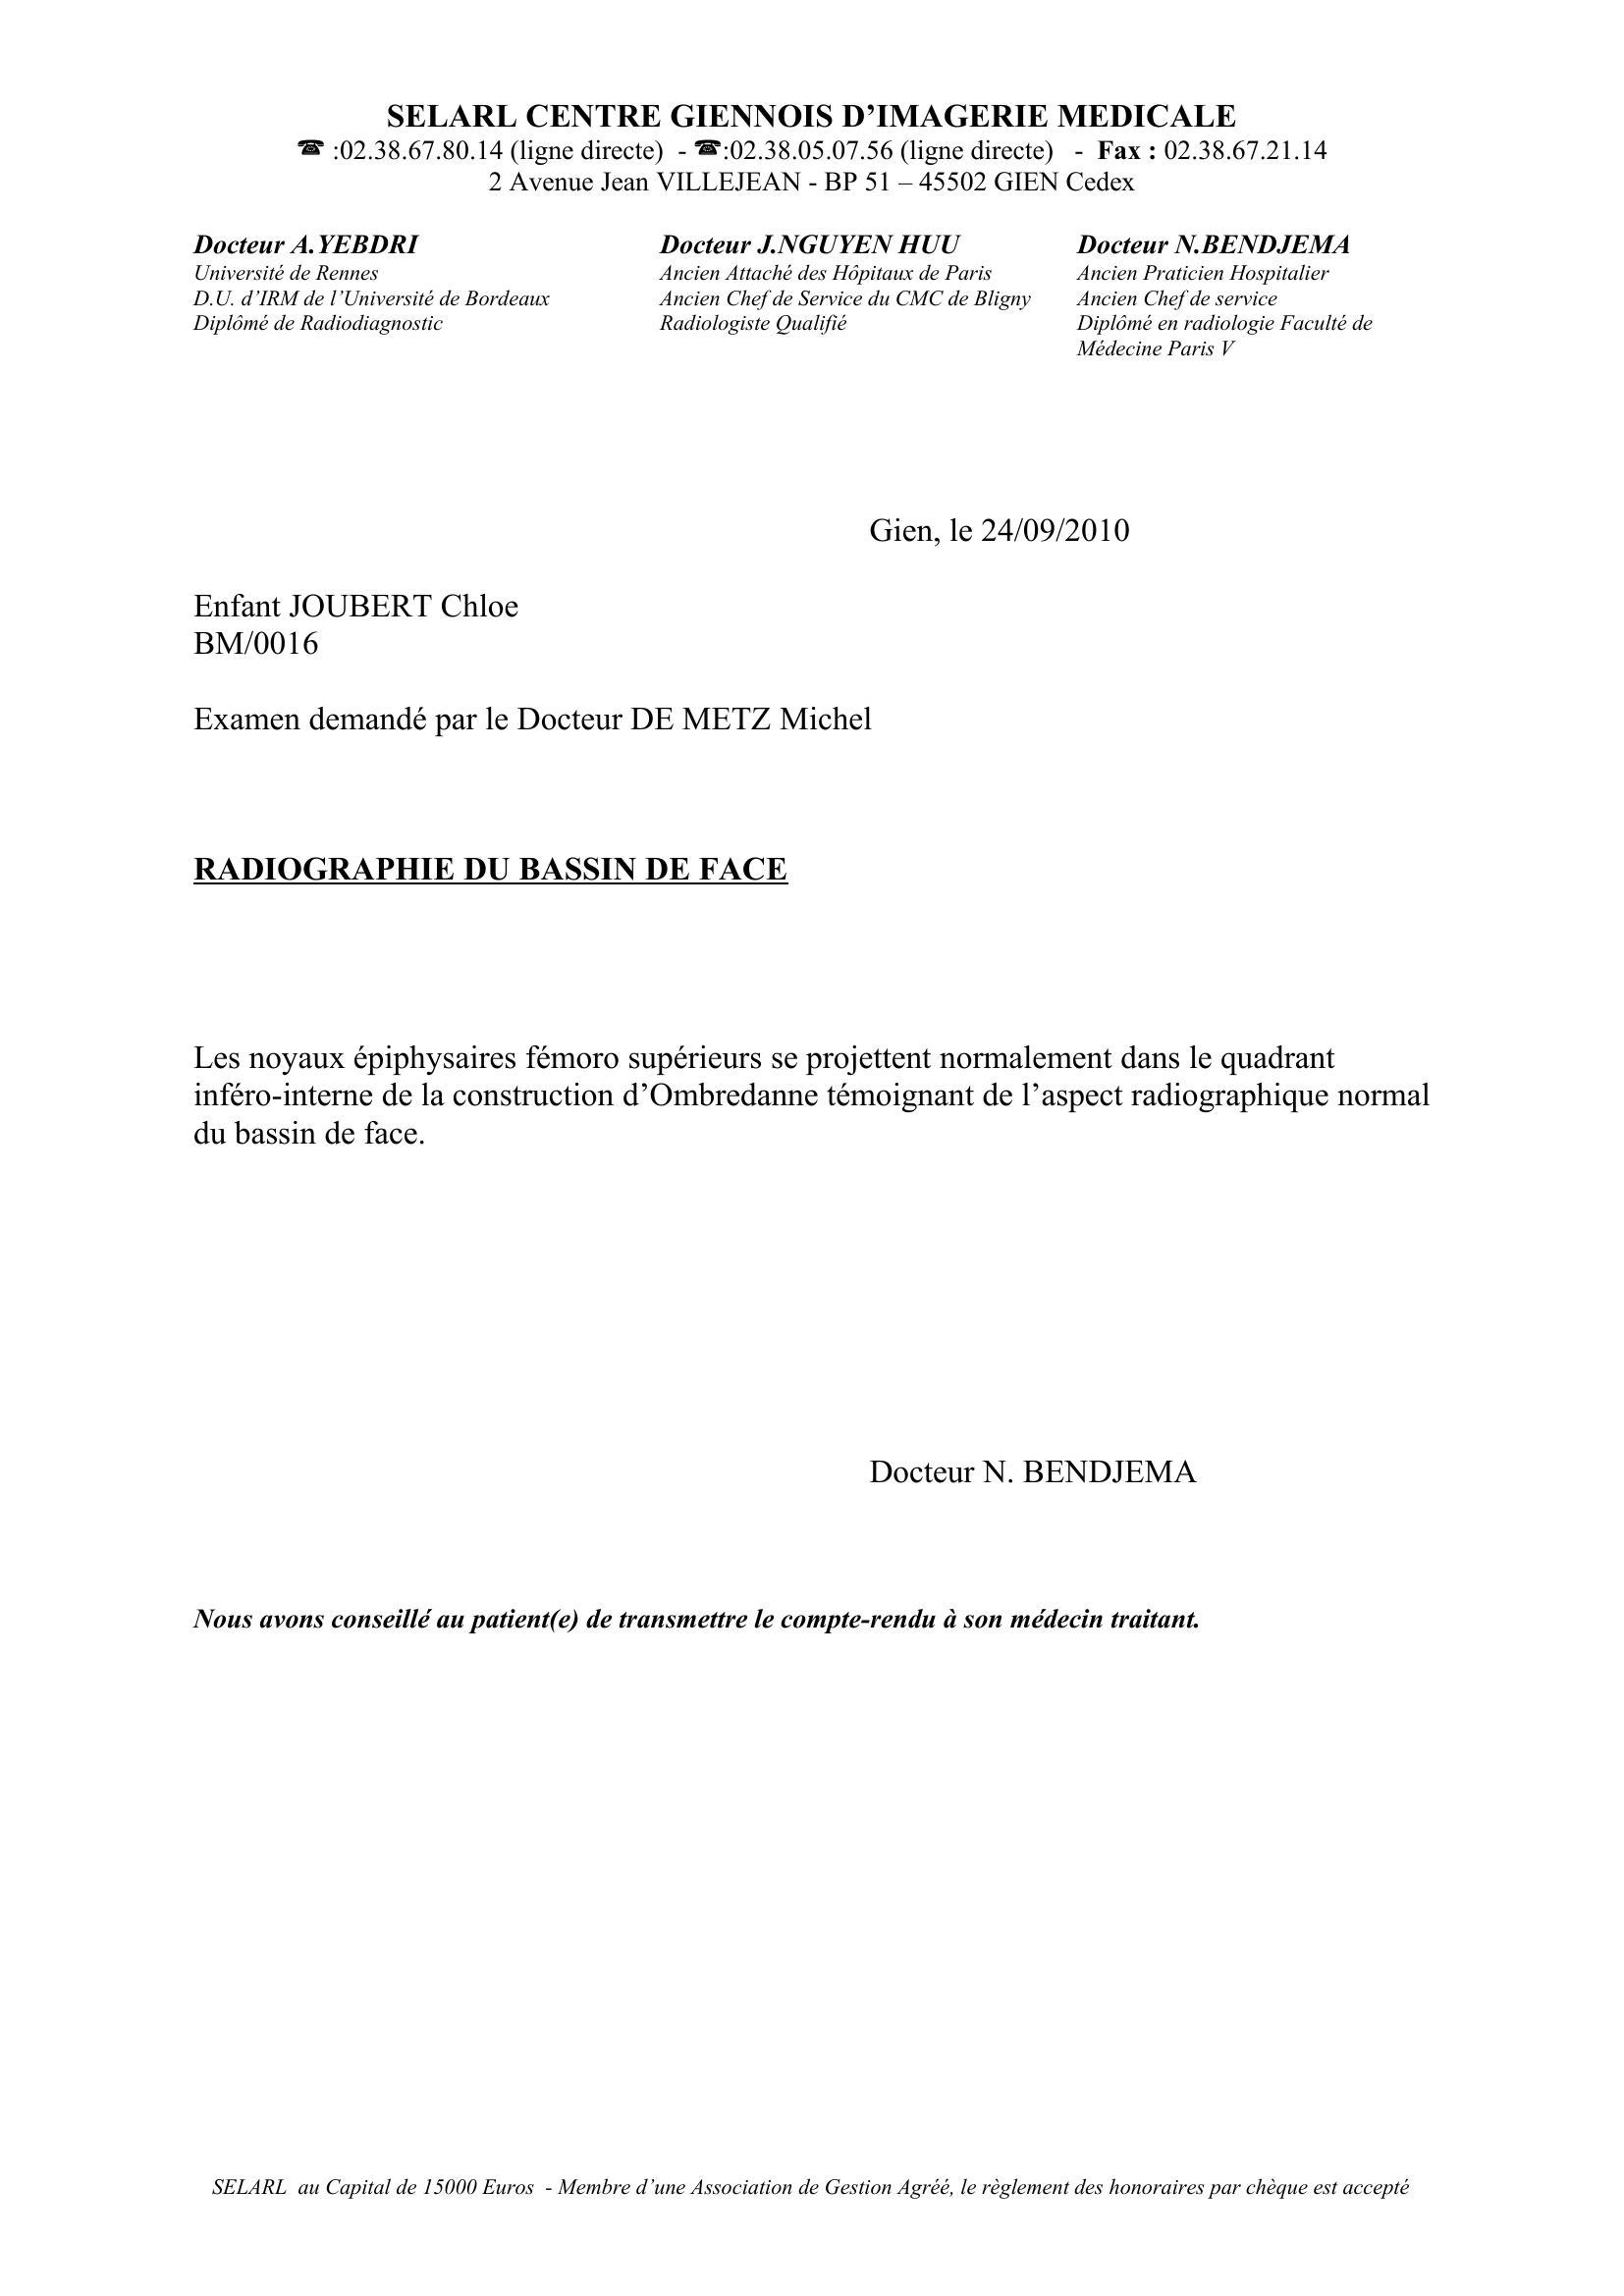 SELARL CENTRE GIENNOIS D’IMAGERIE MEDICALE
☎ :02.38.67.80.14 (ligne directe) - ☎:02.38.05.07.56 (ligne directe) - Fax : 02.38.67.21.14
2 Avenue Jean VILLEJEAN - BP 51 – 45502 GIEN Cedex
Docteur A.YEBDRI
Université de Rennes
D.U. d’IRM de l’Université de Bordeaux
Diplômé de Radiodiagnostic
Docteur J.NGUYEN HUU
Ancien Attaché des Hôpitaux de Paris
Ancien Chef de Service du CMC de Bligny
Radiologiste Qualifié
Docteur N.BENDJEMA
Ancien Praticien Hospitalier
Ancien Chef de service
Diplômé en radiologie Faculté de
Médecine Paris V
Gien, le 24/09/2010
Enfant JOUBERT Chloe
BM/0016
Examen demandé par le Docteur DE METZ Michel
RADIOGRAPHIE DU BASSIN DE FACE
Les noyaux épiphysaires fémoro supérieurs se projettent normalement dans le quadrant
inféro-interne de la construction d’Ombredanne témoignant de l’aspect radiographique normal
du bassin de face.
Docteur N. BENDJEMA
Nous avons conseillé au patient(e) de transmettre le compte-rendu à son médecin traitant.
SELARL au Capital de 15000 Euros - Membre d’une Association de Gestion Agréé, le règlement des honoraires par chèque est accepté